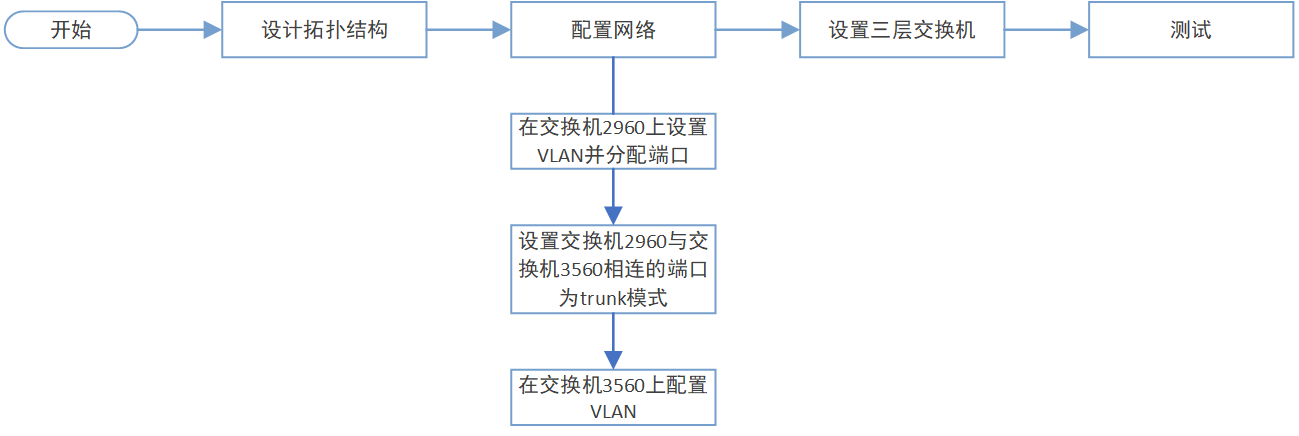 开始
设计拓扑结构
配置网络
设置三层交换机
测试
在交换机2960上设置
VLAN并分配端口
设置交换机2960与交
换机3560相连的端口
为trunk模式
在交换机3560上配置
VLAN